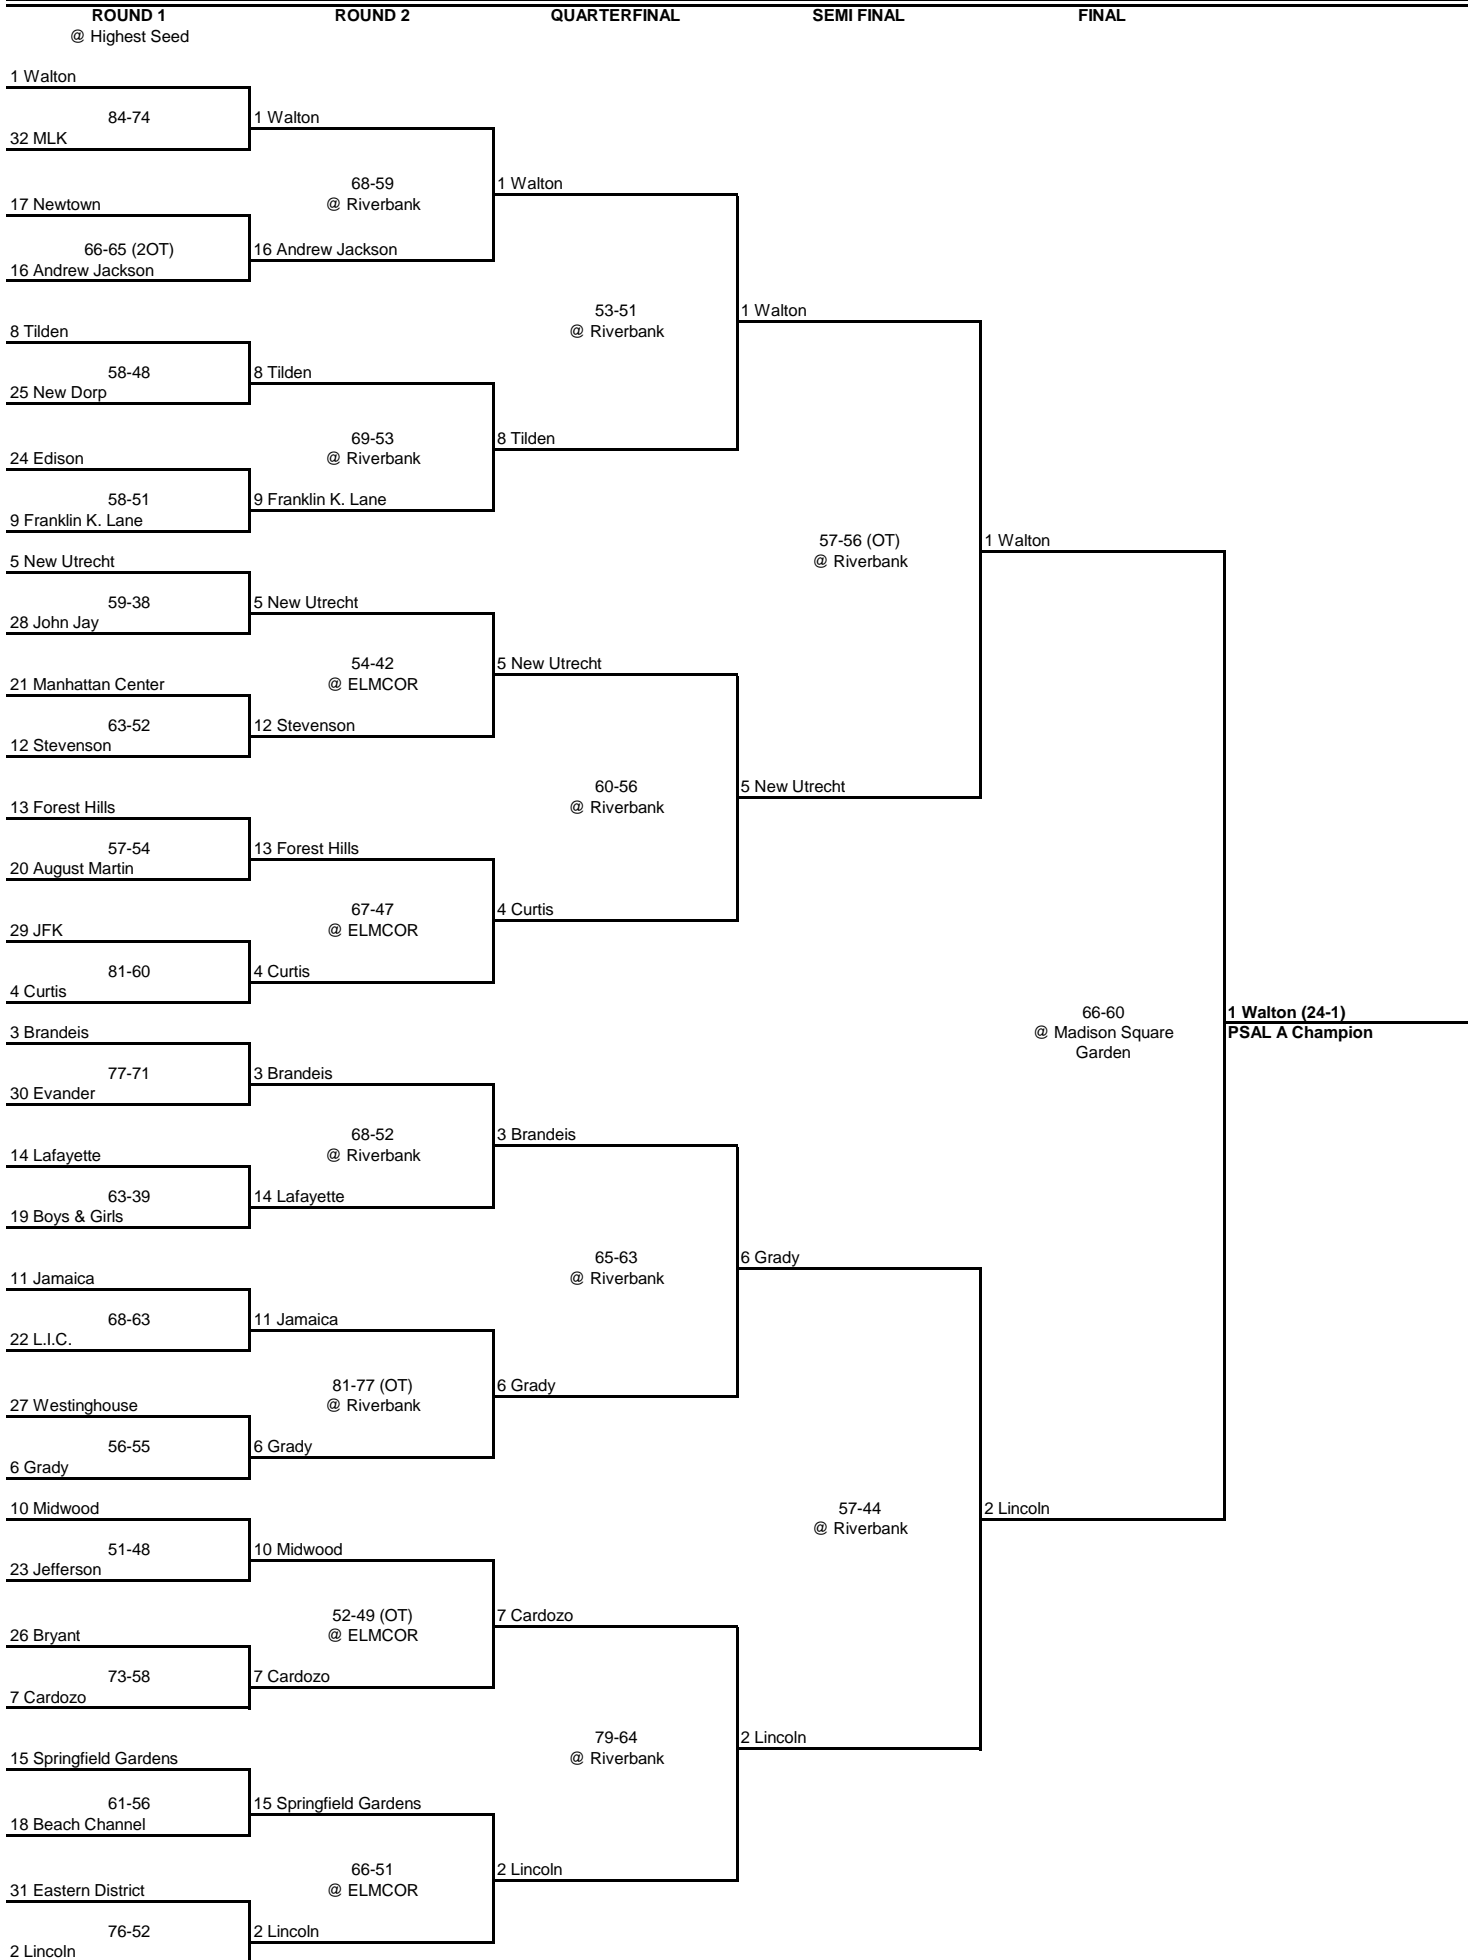 ROUND 1
@ Highest Seed
ROUND 2
QUARTERFINAL
SEMI FINAL
FINAL
1 Walton
84-74
32 MLK
1 Walton
17 Newtown
66-65 (2OT)
16 Andrew Jackson
16 Andrew Jackson
68-59
@ Riverbank
1 Walton
8 Tilden
58-48
25 New Dorp
8 Tilden
24 Edison
58-51
9 Franklin K. Lane
9 Franklin K. Lane
69-53
@ Riverbank
8 Tilden
53-51
@ Riverbank
1 Walton
5 New Utrecht
59-38
28 John Jay
5 New Utrecht
21 Manhattan Center
63-52
12 Stevenson
12 Stevenson
54-42
@ ELMCOR
5 New Utrecht
13 Forest Hills
57-54
20 August Martin
13 Forest Hills
29 JFK
81-60
4 Curtis
4 Curtis
67-47
@ ELMCOR
4 Curtis
60-56
@ Riverbank
5 New Utrecht
57-56 (OT)
@ Riverbank
1 Walton
3 Brandeis
77-71
30 Evander
3 Brandeis
14 Lafayette
63-39
19 Boys & Girls
14 Lafayette
68-52
@ Riverbank
3 Brandeis
11 Jamaica
68-63
22 L.I.C.
11 Jamaica
27 Westinghouse
56-55
6 Grady
6 Grady
81-77 (OT)
@ Riverbank
6 Grady
65-63
@ Riverbank
6 Grady
10 Midwood
51-48
23 Jefferson
10 Midwood
26 Bryant
73-58
7 Cardozo
7 Cardozo
52-49 (OT)
@ ELMCOR
7 Cardozo
15 Springfield Gardens
61-56
18 Beach Channel
15 Springfield Gardens
31 Eastern District
76-52
2 Lincoln
2 Lincoln
66-51
@ ELMCOR
2 Lincoln
79-64
@ Riverbank
2 Lincoln
57-44
@ Riverbank
2 Lincoln
66-60
@ Madison Square
Garden
1 Walton (24-1)
PSAL A Champion